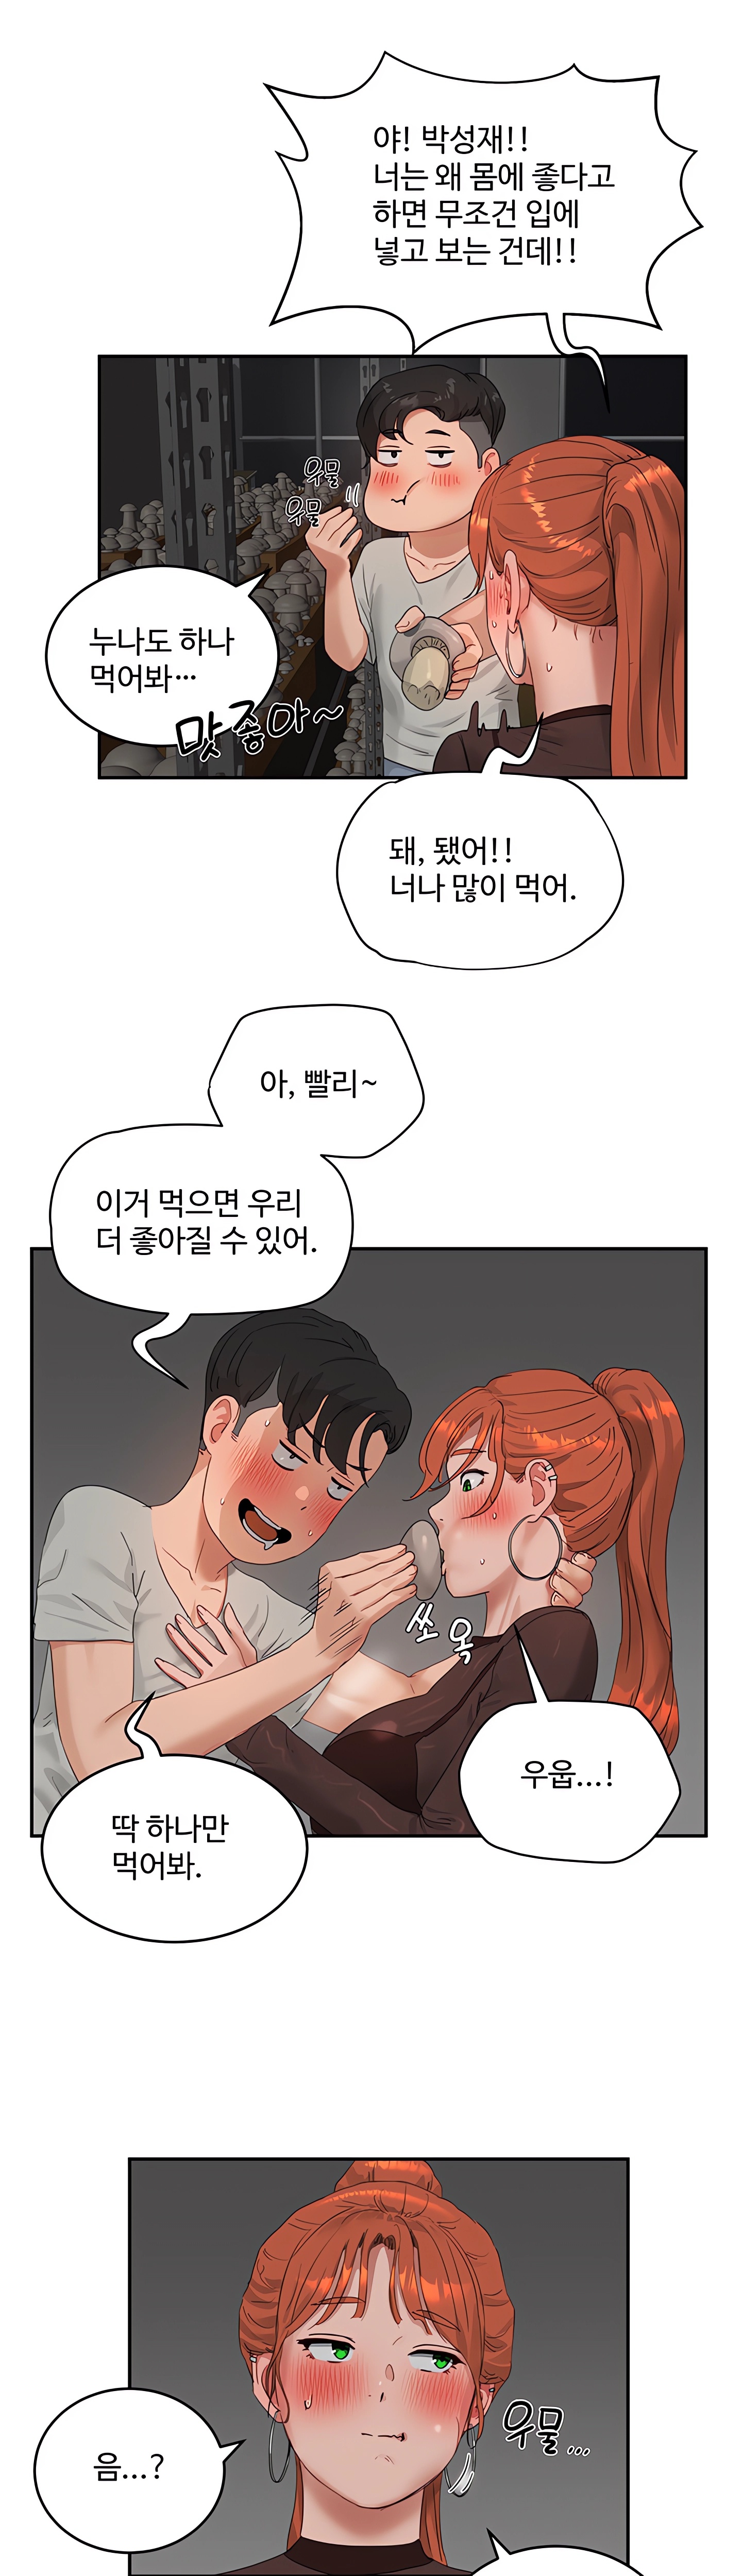 야! 박성재!!
너는 왜 몸에 좋다고
하면 무조건 입에
넣고 보는 건데!!
우물
우물
누나도 하나
먹어봐…
맛좋아~
돼, 됐어!!
너나 많이 먹어.
아, 빨리~
이거 먹으면 우리
더 좋아질 수 있어.
쏘옥
우웁...!
딱 하나만
먹어봐.
우물...
음...?